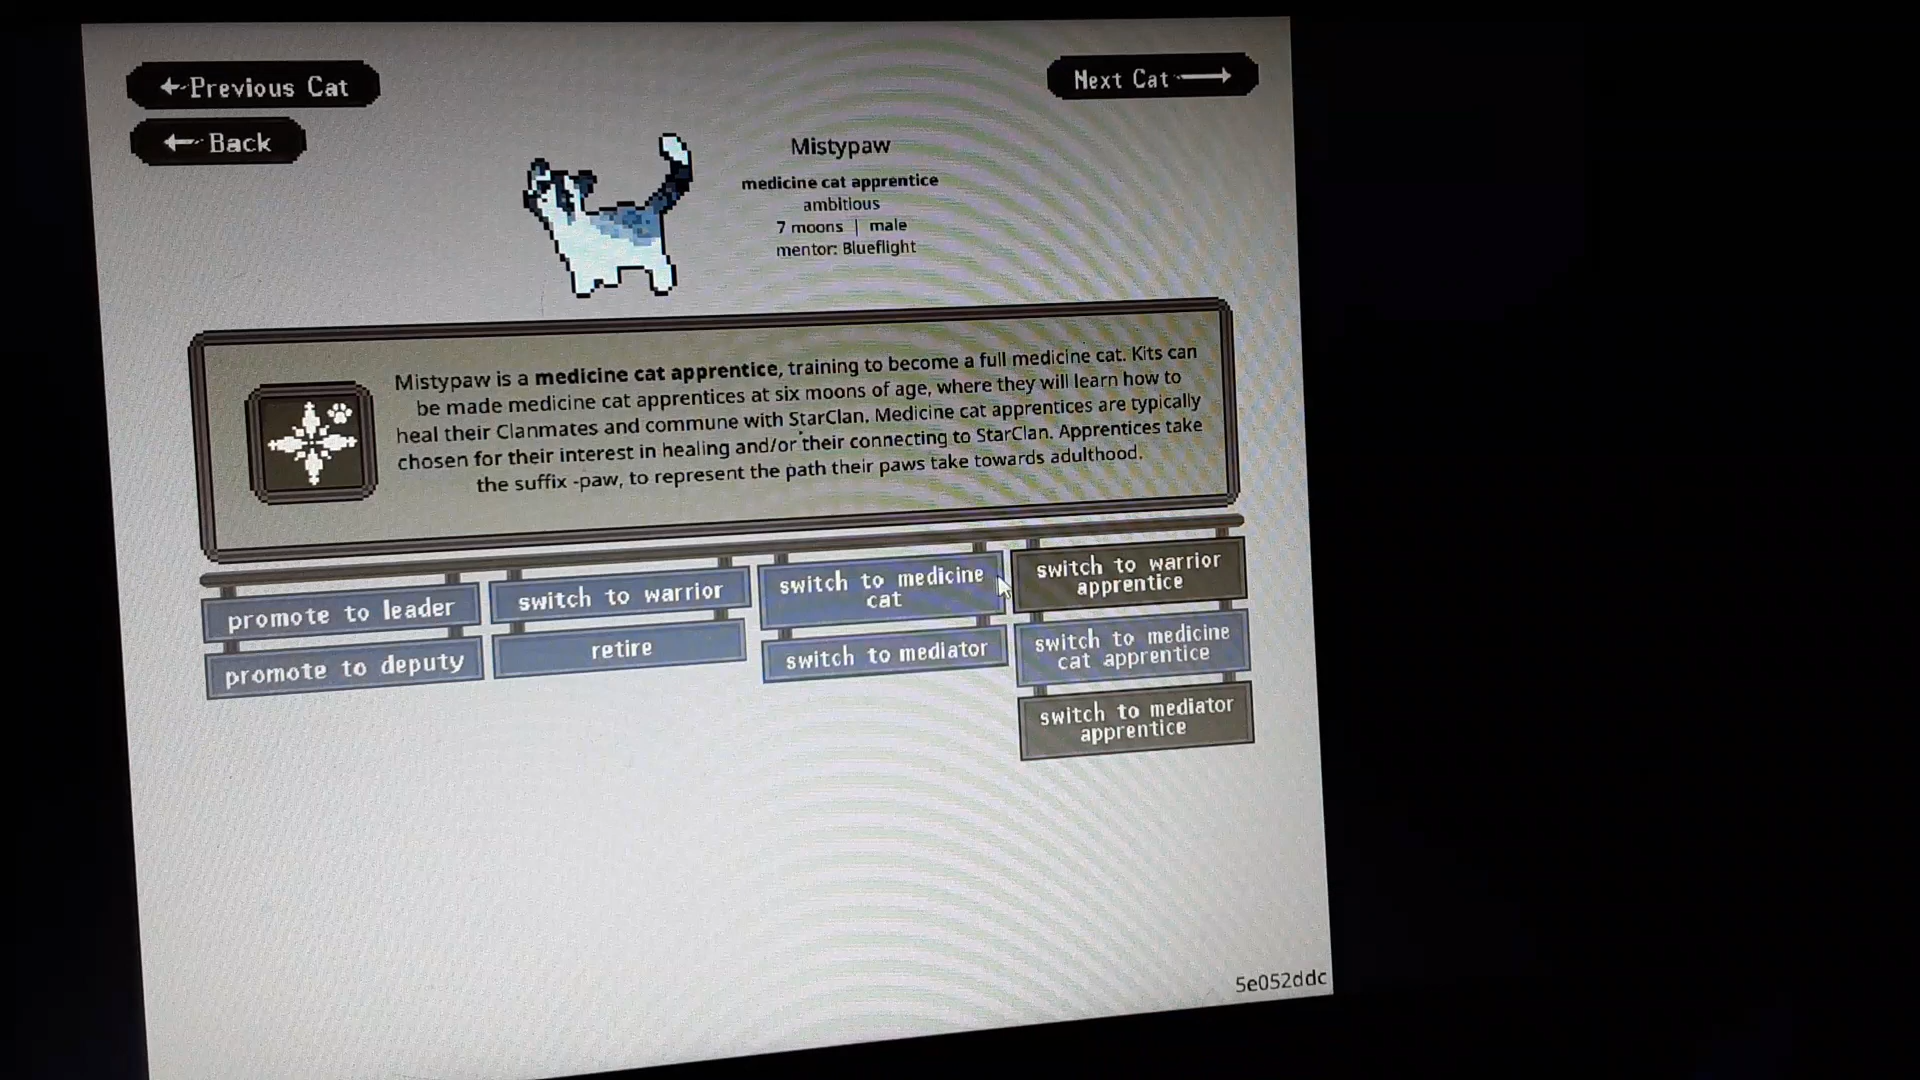 Previous Cat
Next Cat
Back
Mistypaw
medicine cat apprentice
ambitious
7 moons | male
mentor: Blueflight
Mistypaw is a medicine cat apprentice, training to become a full medicine cat. Kits can
be made medicine cat apprentices at six moons of age, where they will learn how to
heal their Clanmates and commune with StarClan. Medicine cat apprentices are typically
chosen for their interest in healing and/or their connecting to StarClan. Apprentices take
the suffix -paw, to represent the path their paws take towards adulthood.
promote to leader
promote to deputy
switch to warrior
retire
switch to medicine
cat
switch to mediator
switch to warrior
apprentice
switch to medicine
cat apprentice
switch to mediator
apprentice
5e052ddc